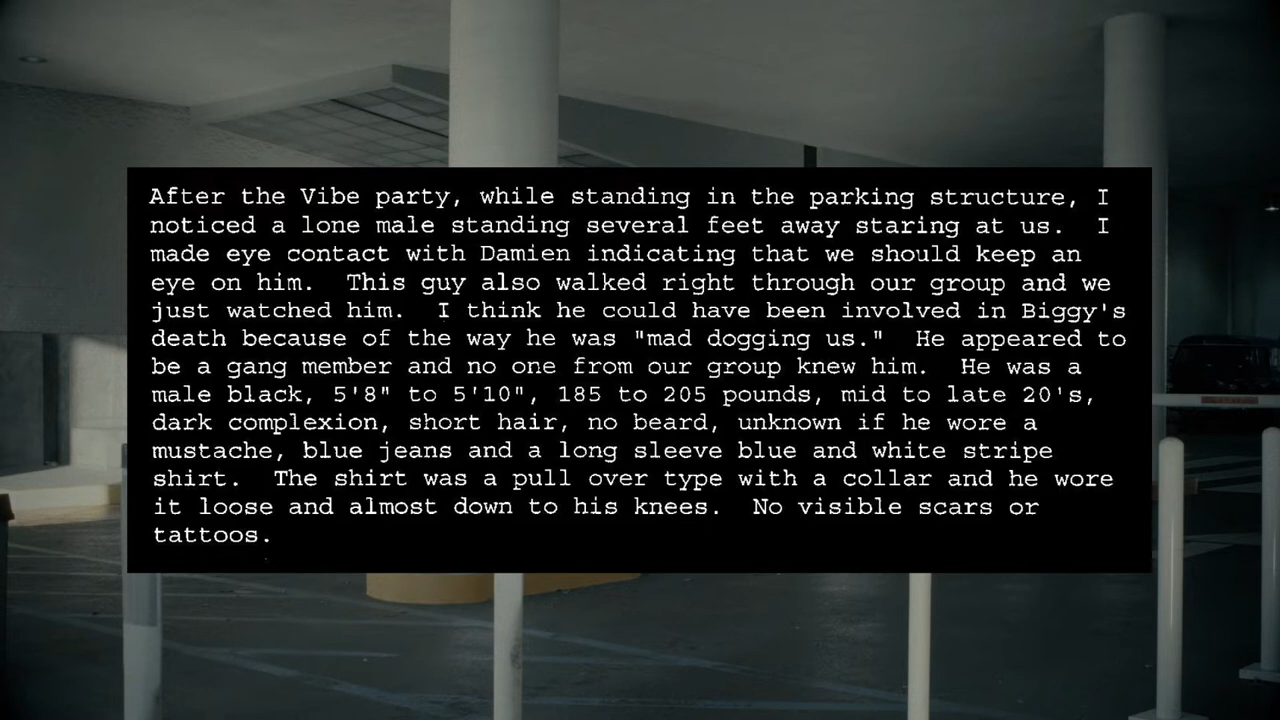 After the Vibe party, while standing in the parking structure, I
noticed a lone male standing several feet away staring at us.  I
made eye contact with Damien indicating that we should keep an
eye on him.  This guy also walked right through our group and we
just watched him.  I think he could have been involved in Biggy's
death because of the way he was "mad dogging us."  He appeared to
be a gang member and no one from our group knew him.  He was a
male black, 5'8" to 5'10", 185 to 205 pounds, mid to late 20's,
dark complexion, short hair, no beard, unknown if he wore a
mustache, blue jeans and a long sleeve blue and white stripe
shirt.  The shirt was a pull over type with a collar and he wore
it loose and almost down to his knees.  No visible scars or
tattoos.